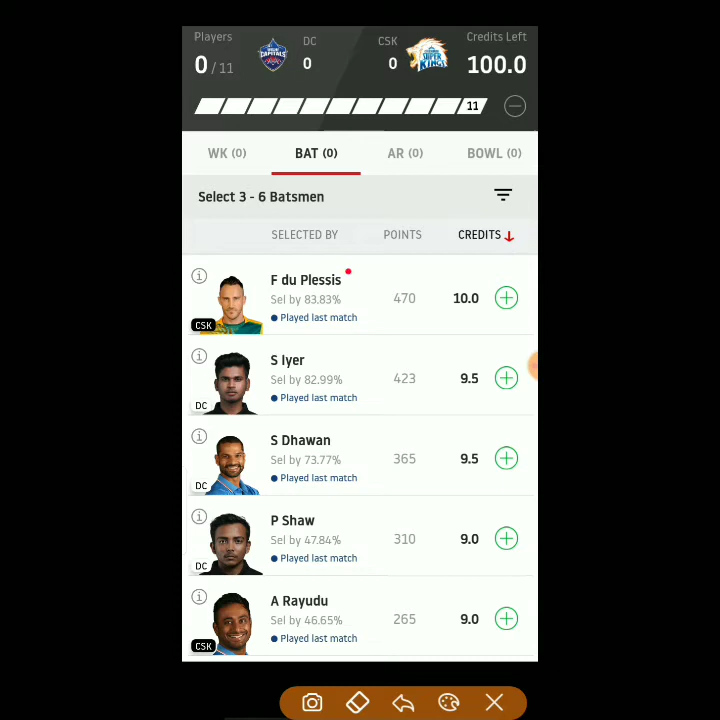 Players DC CSK Credits Left
0 / 11 0 0 100.0
11
WK (0) BAT (0) AR (0) BOWL (0)
Select 3 - 6 Batsmen
SELECTED BY POINTS CREDITS
F du Plessis
Sel by 83.83% 470 10.0
Played last match
CSK
S Iyer
Sel by 82.99% 423 9.5
Played last match
DC
S Dhawan
Sel by 73.77% 365 9.5
Played last match
DC
P Shaw
Sel by 47.84% 310 9.0
Played last match
DC
A Rayudu
Sel by 46.65% 265 9.0
Played last match
CSK